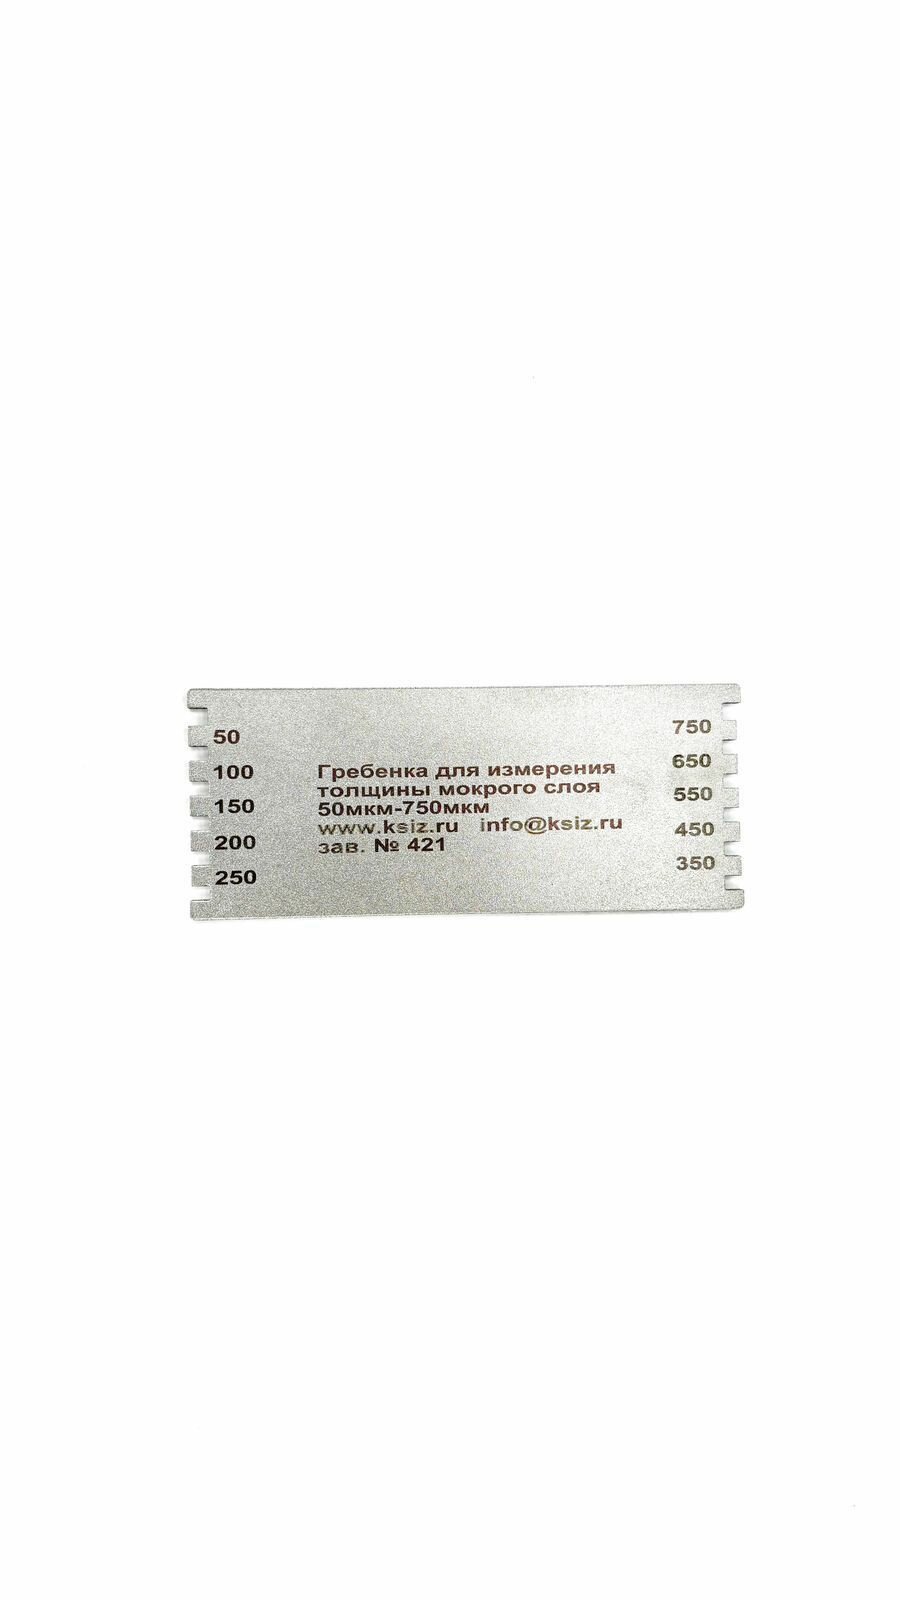 50
100
150
200
250
Гребенка для измерения
толщины мокрого слоя
50мкм-750мкм
www.ksiz.ru info@ksiz.ru
зав. № 421
750
650
550
450
350